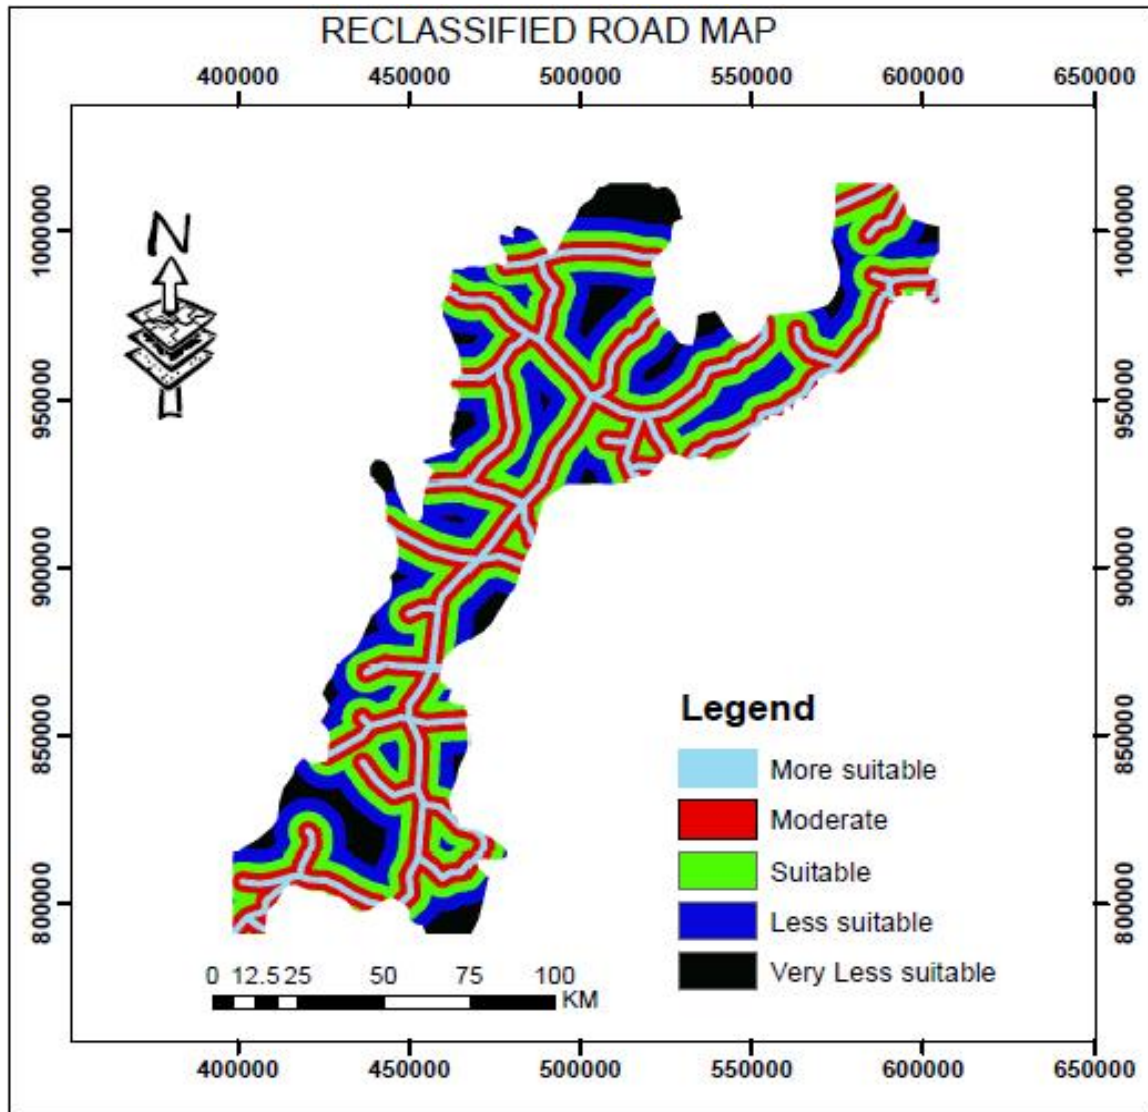 RECLASSIFIED ROAD MAP
400000 450000 500000 550000 600000 650000
1000000
950000
900000
850000
800000
1000000
950000
900000
850000
800000
N
Legend
More suitable
Moderate
Suitable
Less suitable
Very Less suitable
0 12.5 25 50 75 100
KM
400000 450000 500000 550000 600000 650000